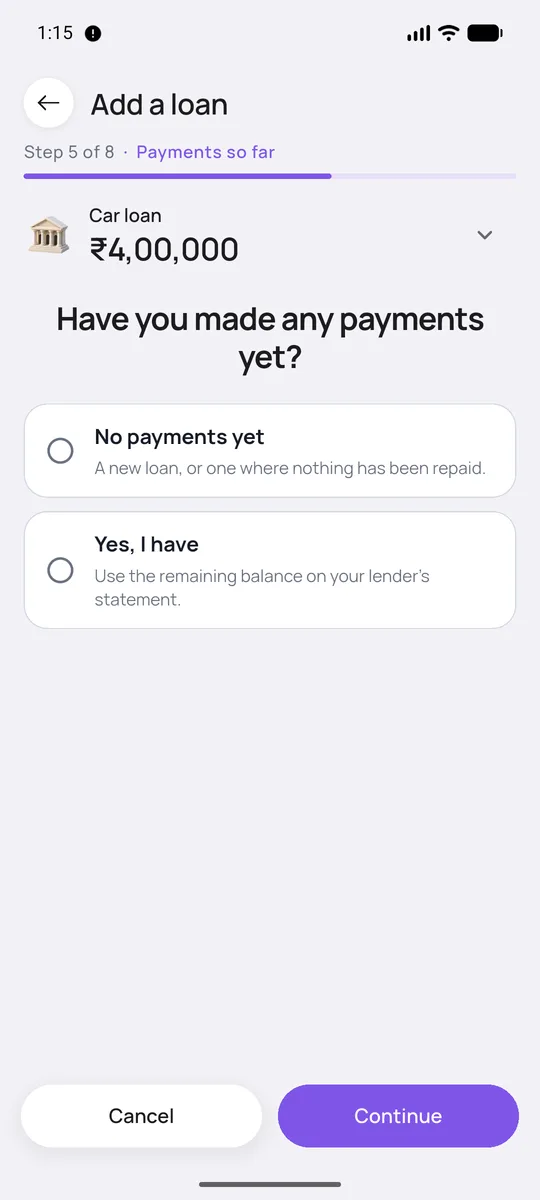 1:15
Add a loan
Step 5 of 8 · Payments so far
Car loan
₹4,00,000
Have you made any payments
yet?
No payments yet
A new loan, or one where nothing has been repaid.
Yes, I have
Use the remaining balance on your lender’s
statement.
Cancel
Continue